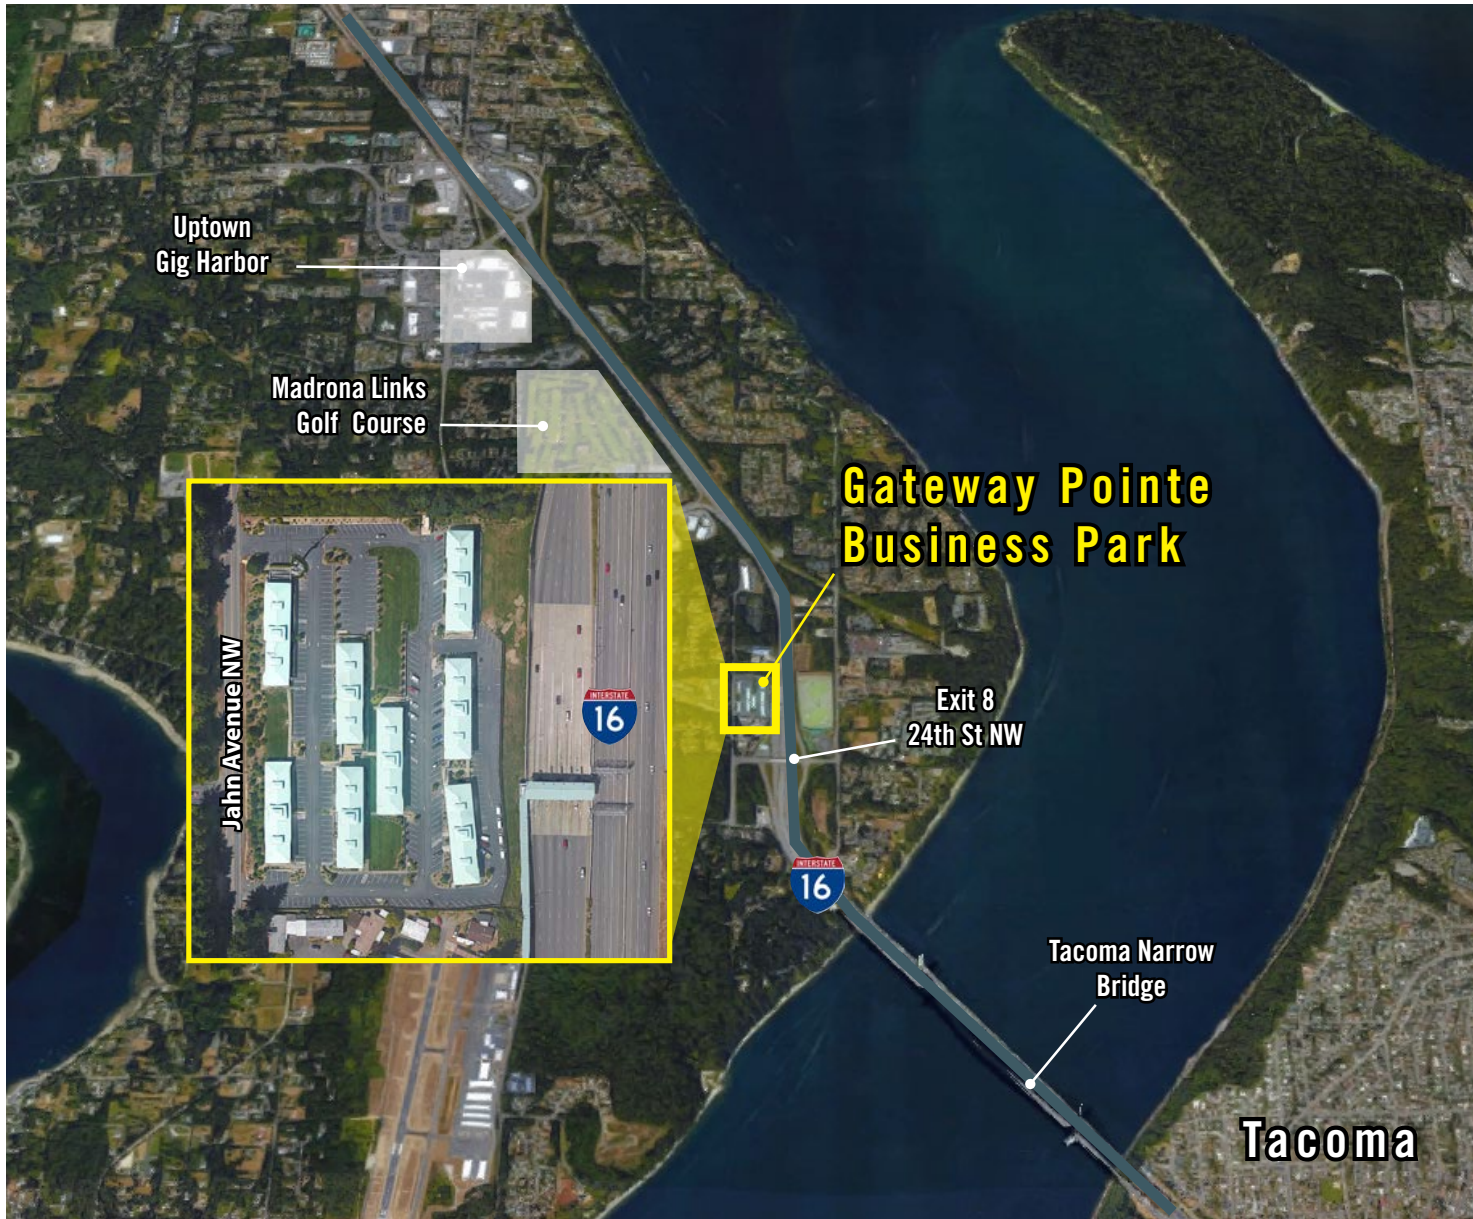 Uptown
Gig Harbor
Madrona Links
Golf Course
Gateway Pointe
Business Park
Jahn Avenue NW
INTERSTATE
16
Exit 8
24th St NW
INTERSTATE
16
Tacoma Narrow
Bridge
Tacoma